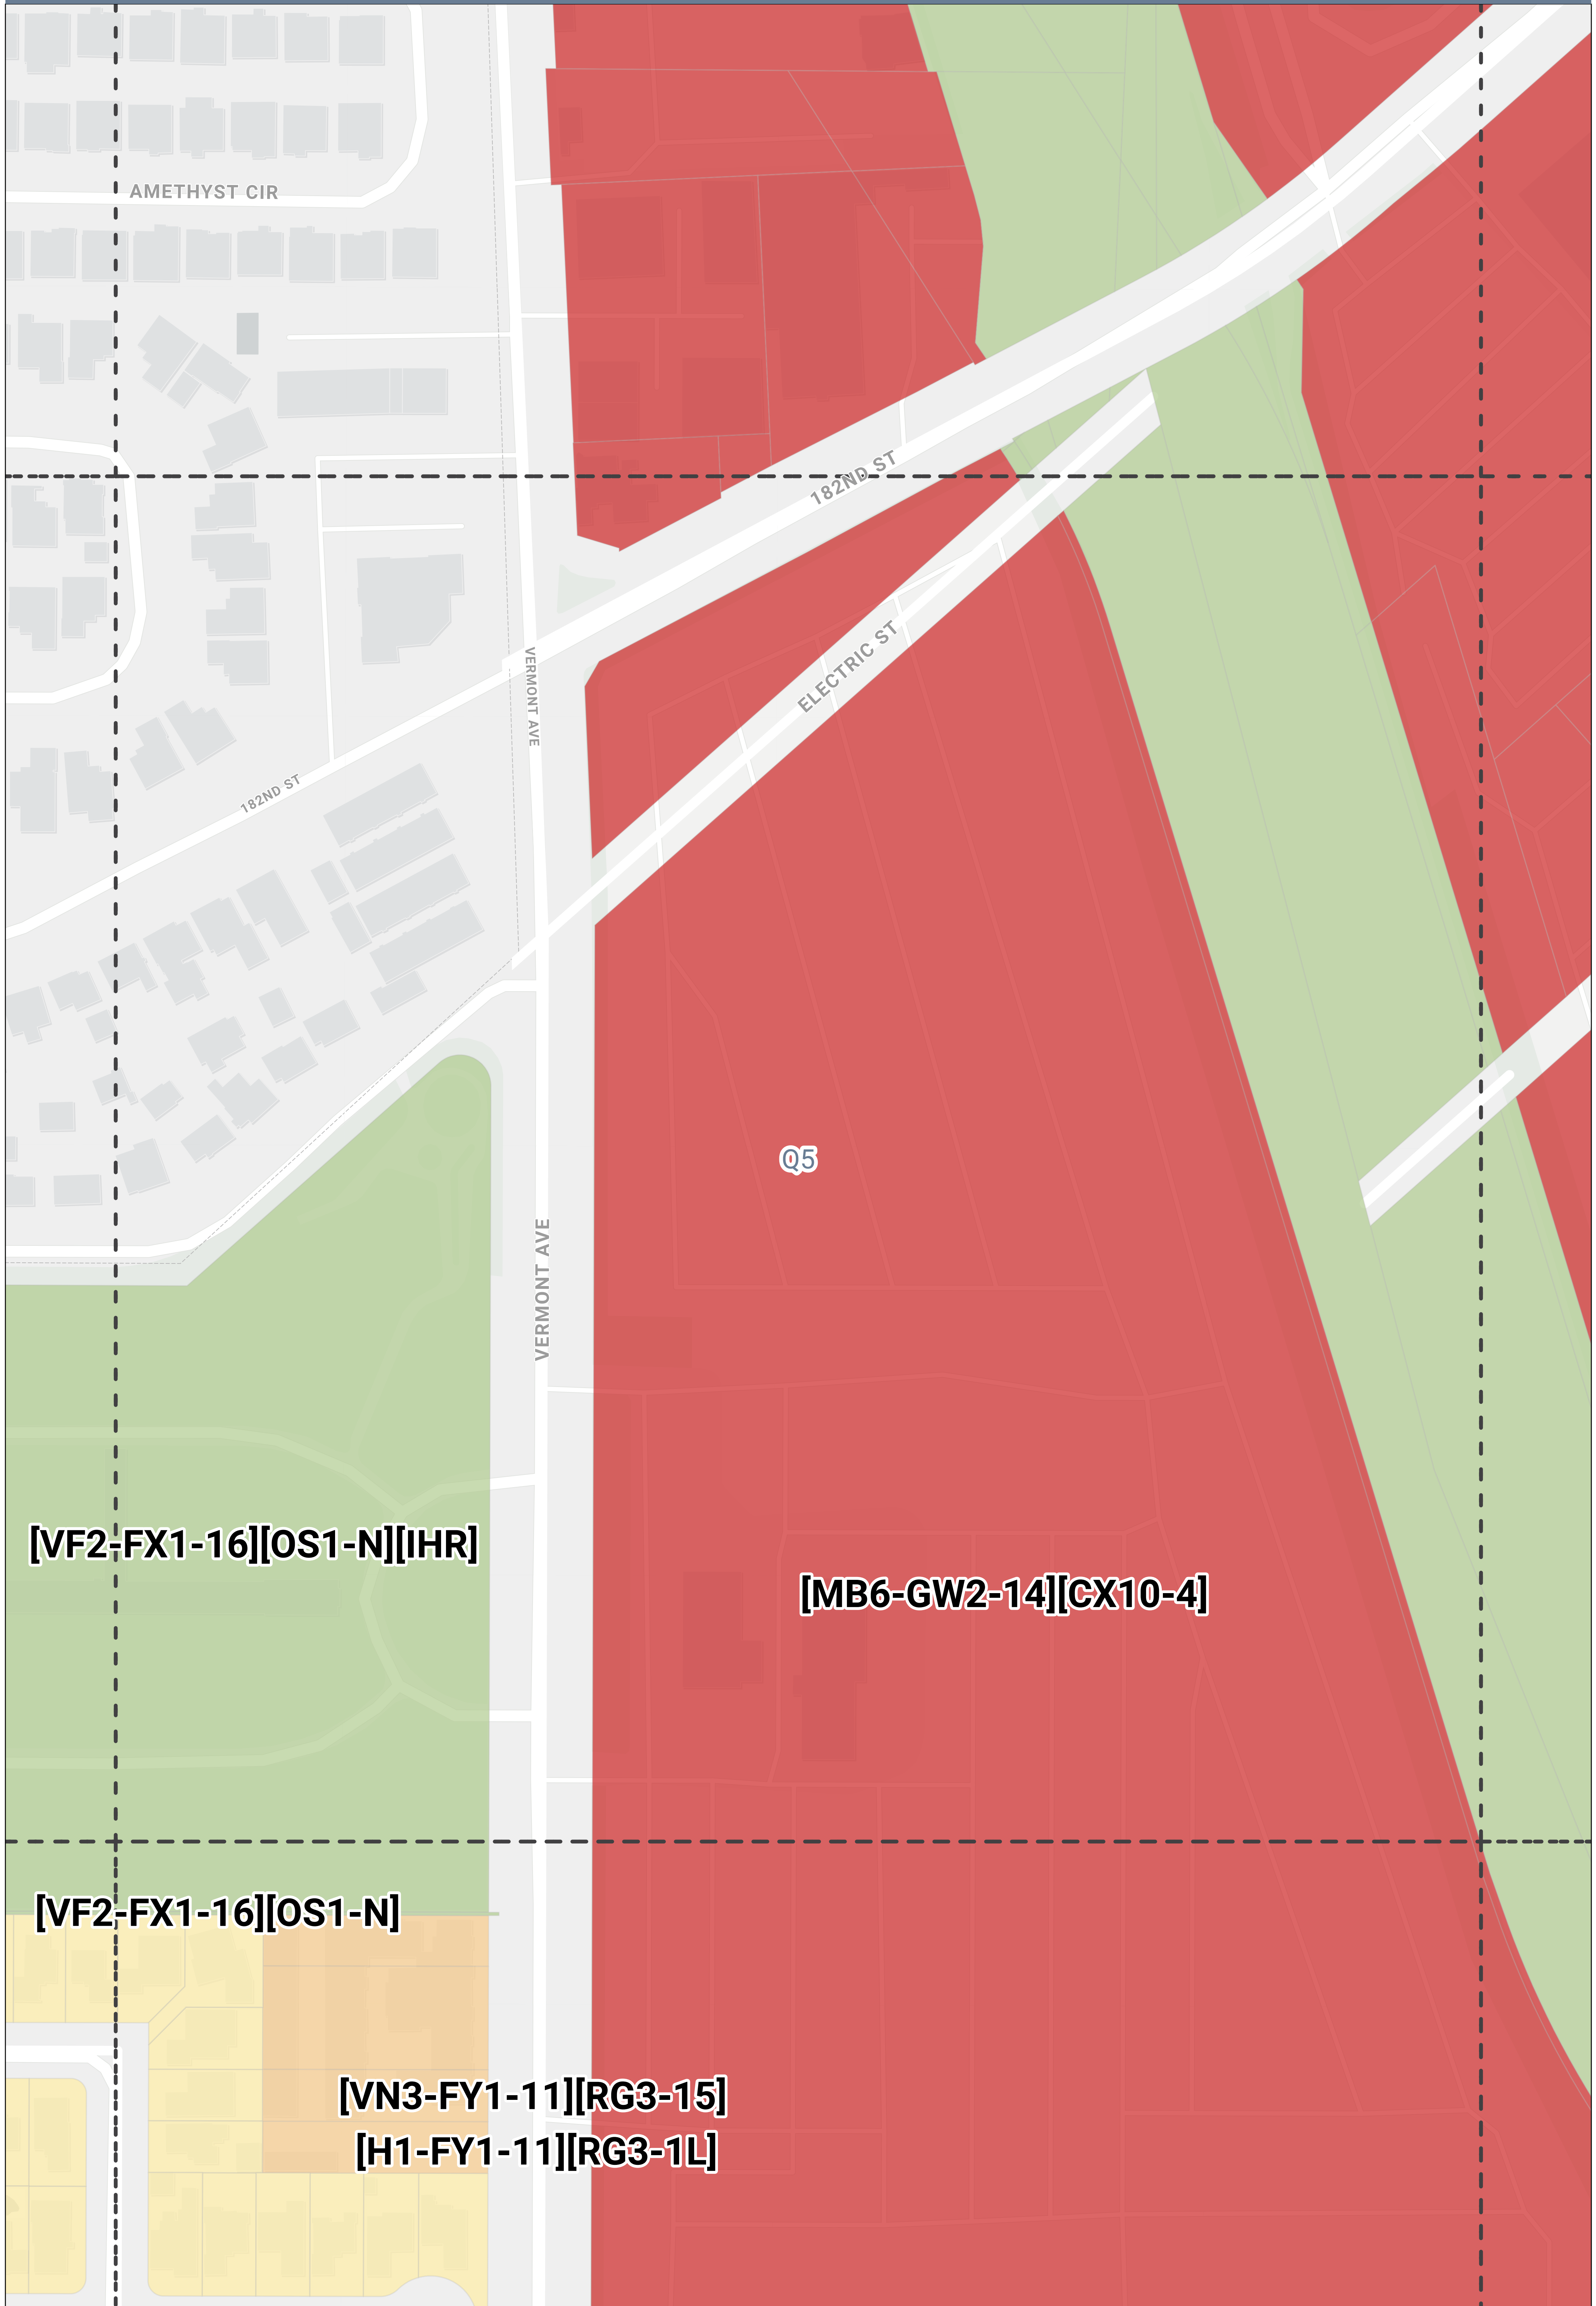 AMETHYST CIR
182ND ST
ELECTRIC ST
VERMONT AVE
182ND ST
Q5
VERMONT AVE
[VF2-FX1-16][OS1-N][IHR]
[MB6-GW2-14][CX10-4]
[VF2-FX1-16][OS1-N]
[VN3-FY1-11][RG3-15]
[H1-FY1-11][RG3-1L]